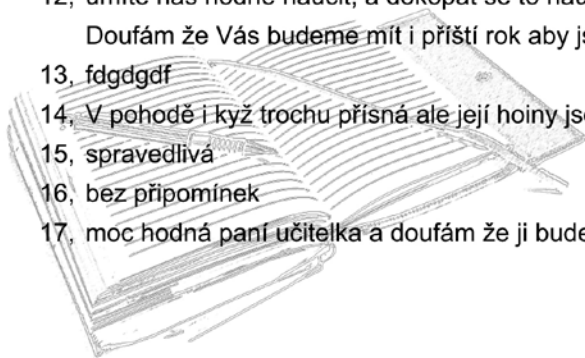 12, umíte nás hodně naučit, a dokopat se to nau
Doufám že Vás budeme mít i příští rok aby js
13, fdgdgdf
14, V pohodě i kyž trochu přísná ale její hoiny js
15, spravedlivá
16, bez připomínek
17, moc hodná paní učitelka a doufám že ji bude